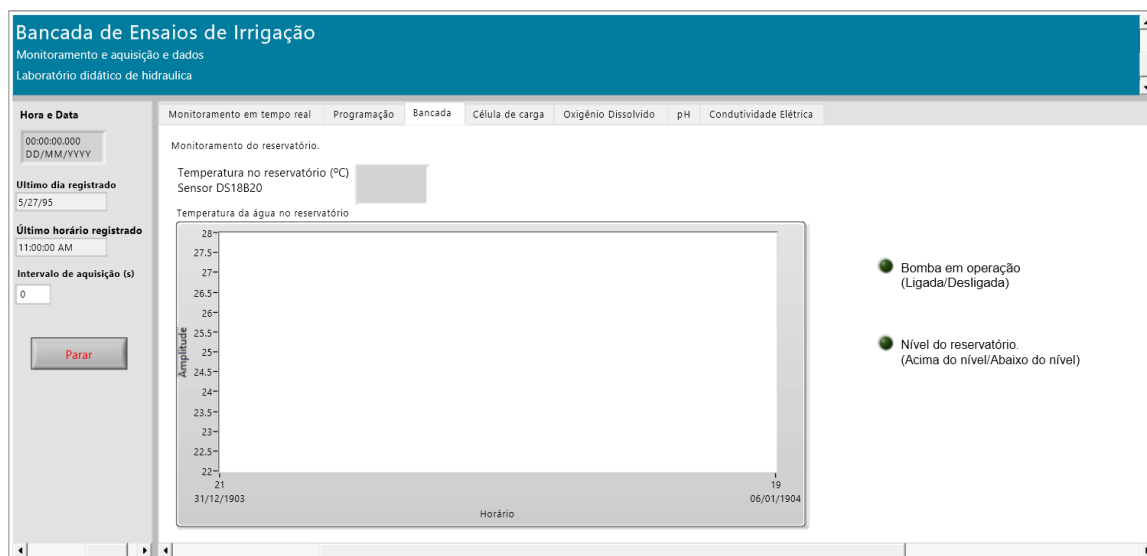 Bancada de Ensaios de Irrigação
Monitoramento e aquisição e dados
Laboratório didático de hidraulica
Hora e Data
00:00:00.000
DD/MM/YYYY
Ultimo dia registrado
5/27/95
Último horário registrado
11:00:00 AM
Intervalo de aquisição (s)
0
Parar
Monitoramento em tempo real Programação Bancada Célula de carga Oxigênio Dissolvido pH Condutividade Elétrica
Monitoramento do reservatório.
Temperatura no reservatório (ºC)
Sensor DS18B20
Temperatura da água no reservatório
Amplitude
28
27.5
27
26.5
26
25.5
25
24.5
24
23.5
23
22.5
22
21 19
31/12/1903 06/01/1904
Horário
Bomba em operação
(Ligada/Desligada)
Nível do reservatório.
(Acima do nível/Abaixo do nível)